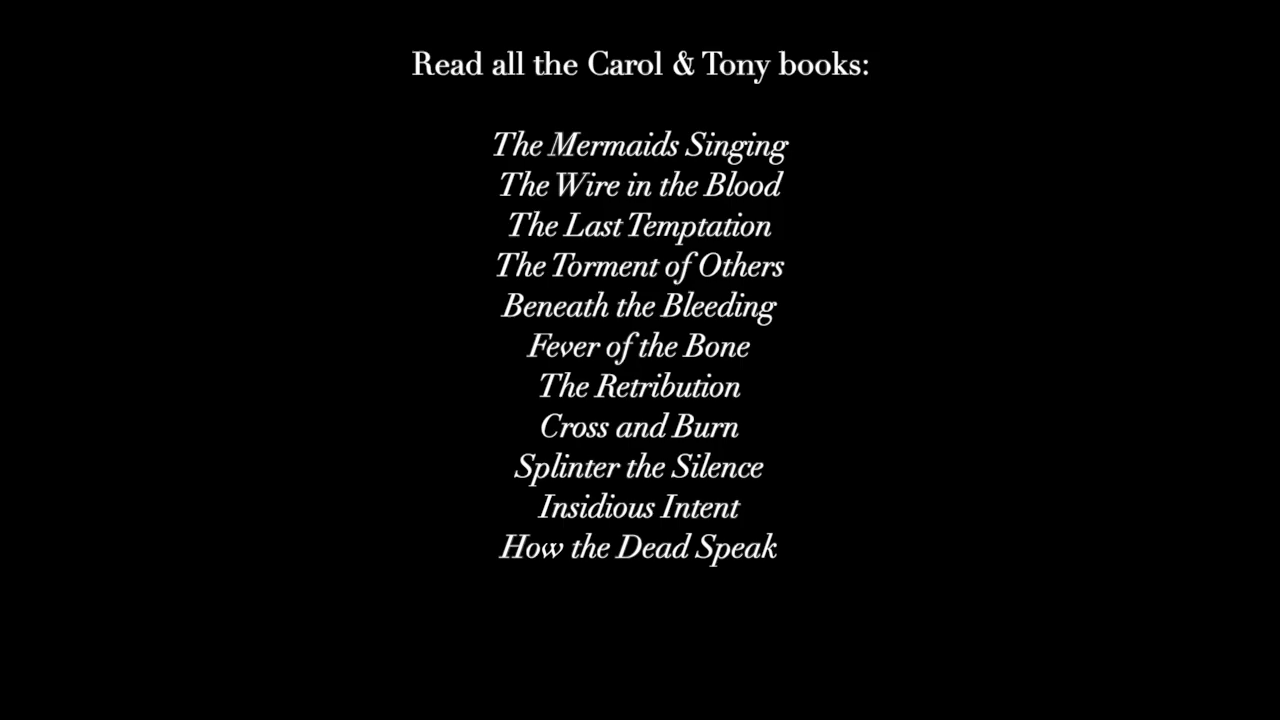 Read all the Carol & Tony books:
The Mermaids Singing
The Wire in the Blood
The Last Temptation
The Torment of Others
Beneath the Bleeding
Fever of the Bone
The Retribution
Cross and Burn
Splinter the Silence
Insidious Intent
How the Dead Speak